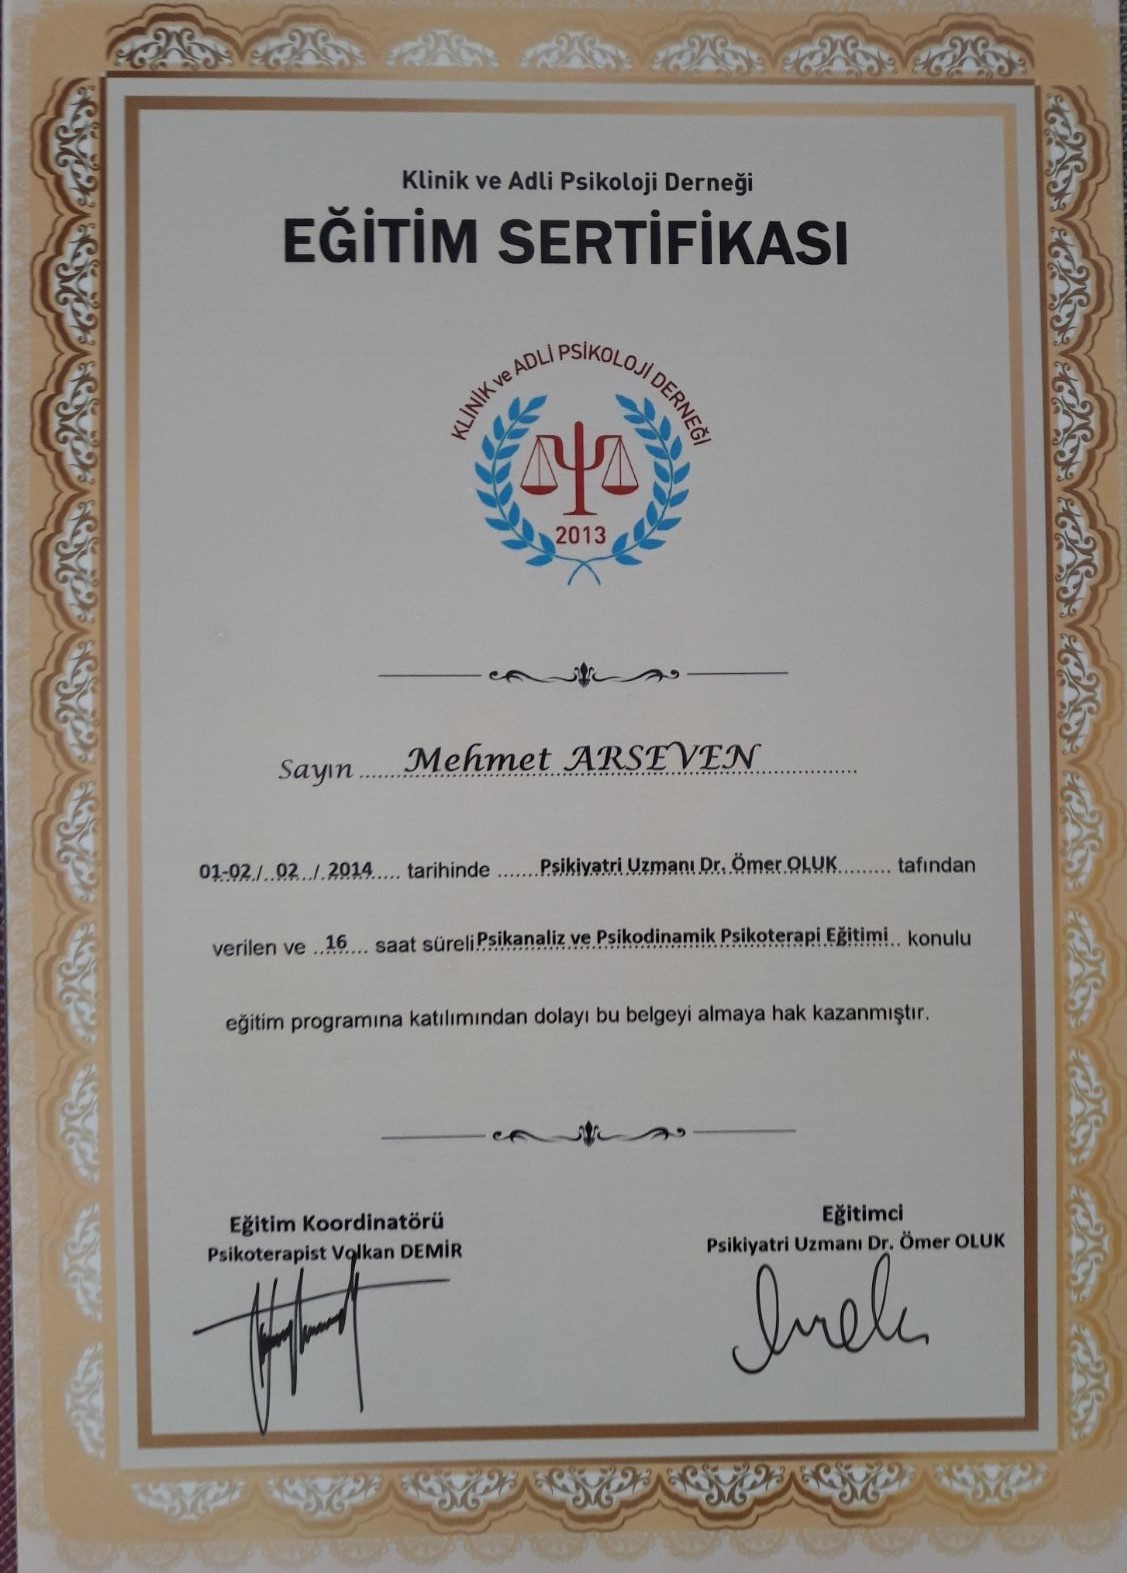 Klinik ve Adli Psikoloji Derneği
EĞİTİM SERTİFİKASI
KLİNİK ve ADLİ PSİKOLOJİ DERNEĞİ
2013
Sayın ...... Mehmet ARSEVEN ...............
01-02/ 02 / 2014 ..... tarihinde ....... Psikiyatri Uzmanı Dr. Ömer OLUK ......... tafından
verilen ve ..16.... saat süreli Psikanaliz ve Psikodinamik Psikoterapi Eğitimi .. konulu
eğitim programına katılımından dolayı bu belgeyi almaya hak kazanmıştır.
Eğitim Koordinatörü
Psikoterapist Volkan DEMİR
Eğitimci
Psikiyatri Uzmanı Dr. Ömer OLUK